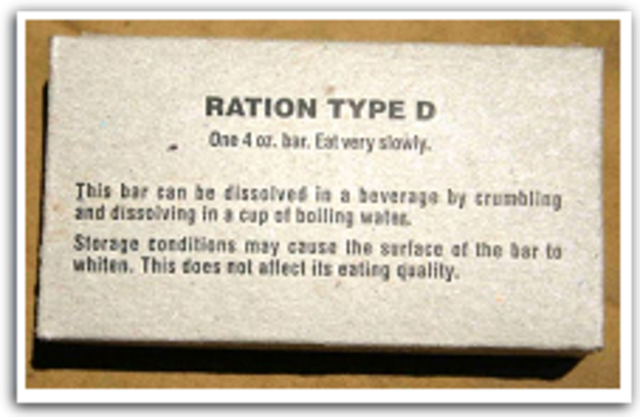 RATION TYPE D
One 4 oz. bar. Eat very slowly.
This bar can be dissolved in a beverage by crumbling
and dissolving in a cup of boiling water.
Storage conditions may cause the surface of the bar to
whiten. This does not affect its eating quality.